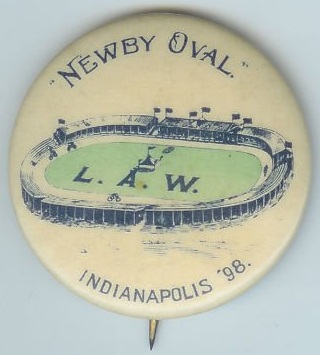 "NEWBY OVAL."
L. A. W.
INDIANAPOLIS '98.